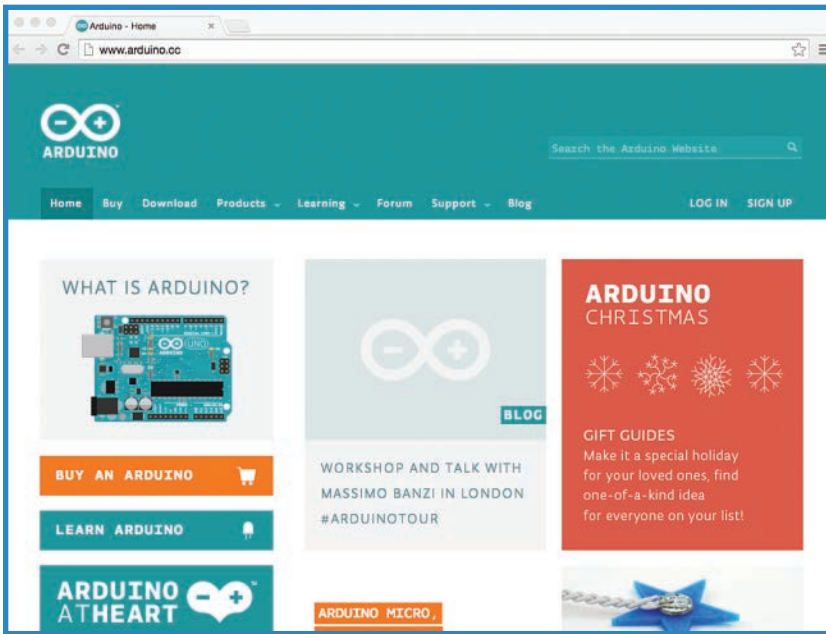 Arduino - Home
www.arduino.cc
ARDUINO
Search the Arduino Website
Home Buy Download Products Learning Forum Support Blog LOG IN SIGN UP
WHAT IS ARDUINO?
UNO
ARDUINO
BUY AN ARDUINO
LEARN ARDUINO
ARDUINO
ATHEART
BLOG
WORKSHOP AND TALK WITH
MASSIMO BANZI IN LONDON
#ARDUINOTOUR
ARDUINO MICRO,
ARDUINO
CHRISTMAS
GIFT GUIDES
Make it a special holiday
for your loved ones, find
one-of-a-kind idea
for everyone on your list!